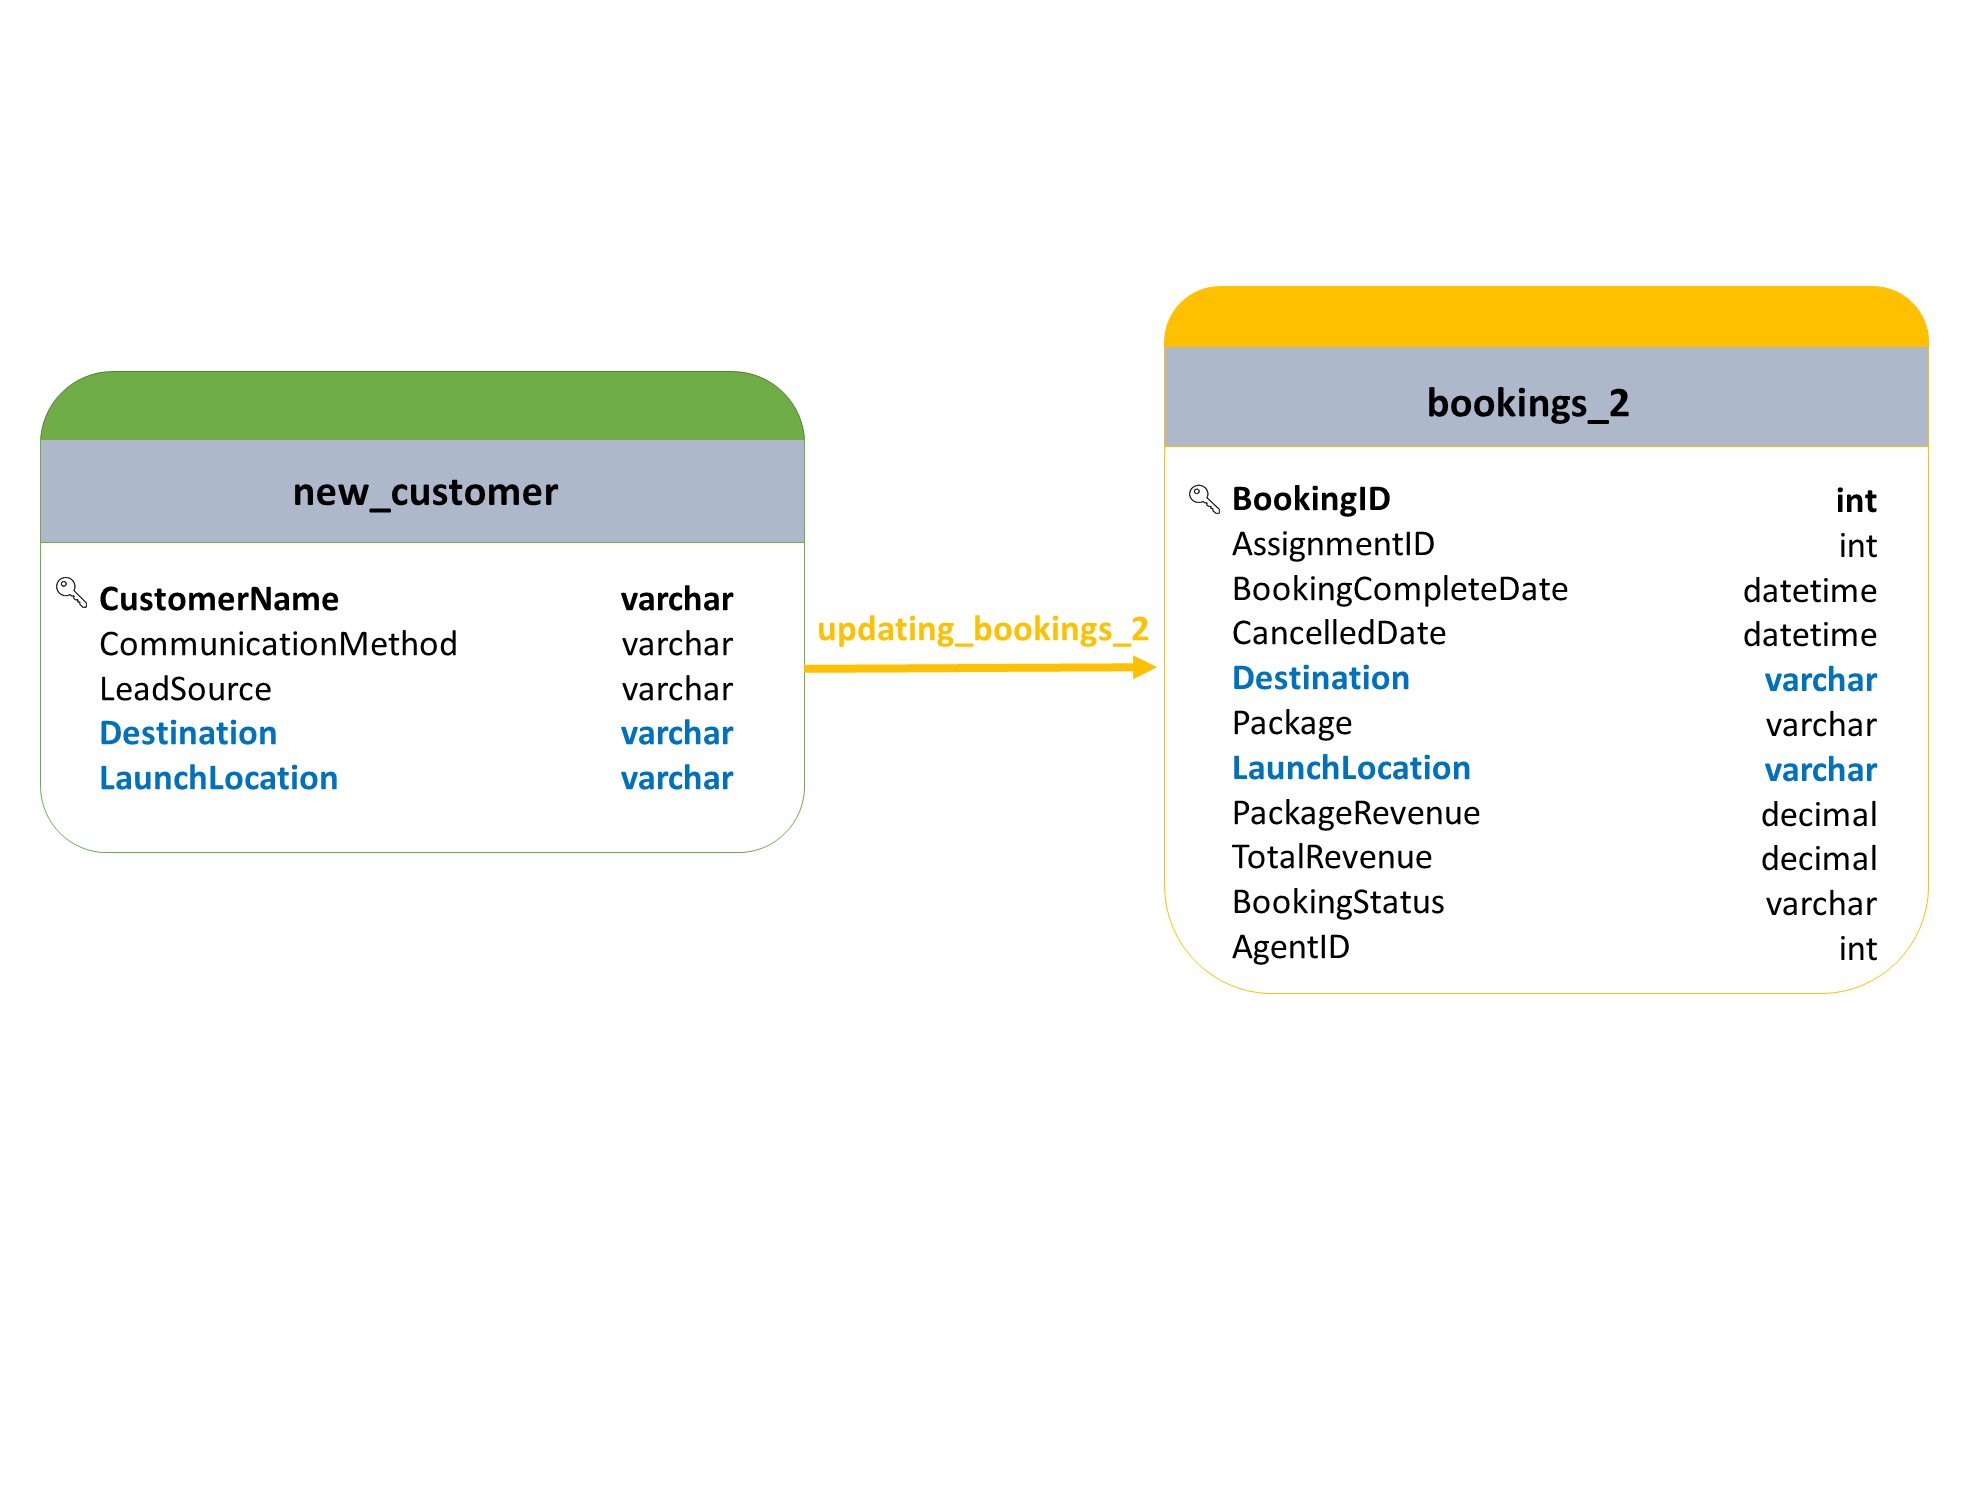 new_customer
CustomerName varchar
CommunicationMethod varchar
LeadSource varchar
Destination varchar
LaunchLocation varchar
updating_bookings_2
bookings_2
BookingID int
AssignmentID int
BookingCompleteDate datetime
CancelledDate datetime
Destination varchar
Package varchar
LaunchLocation varchar
PackageRevenue decimal
TotalRevenue decimal
BookingStatus varchar
AgentID int